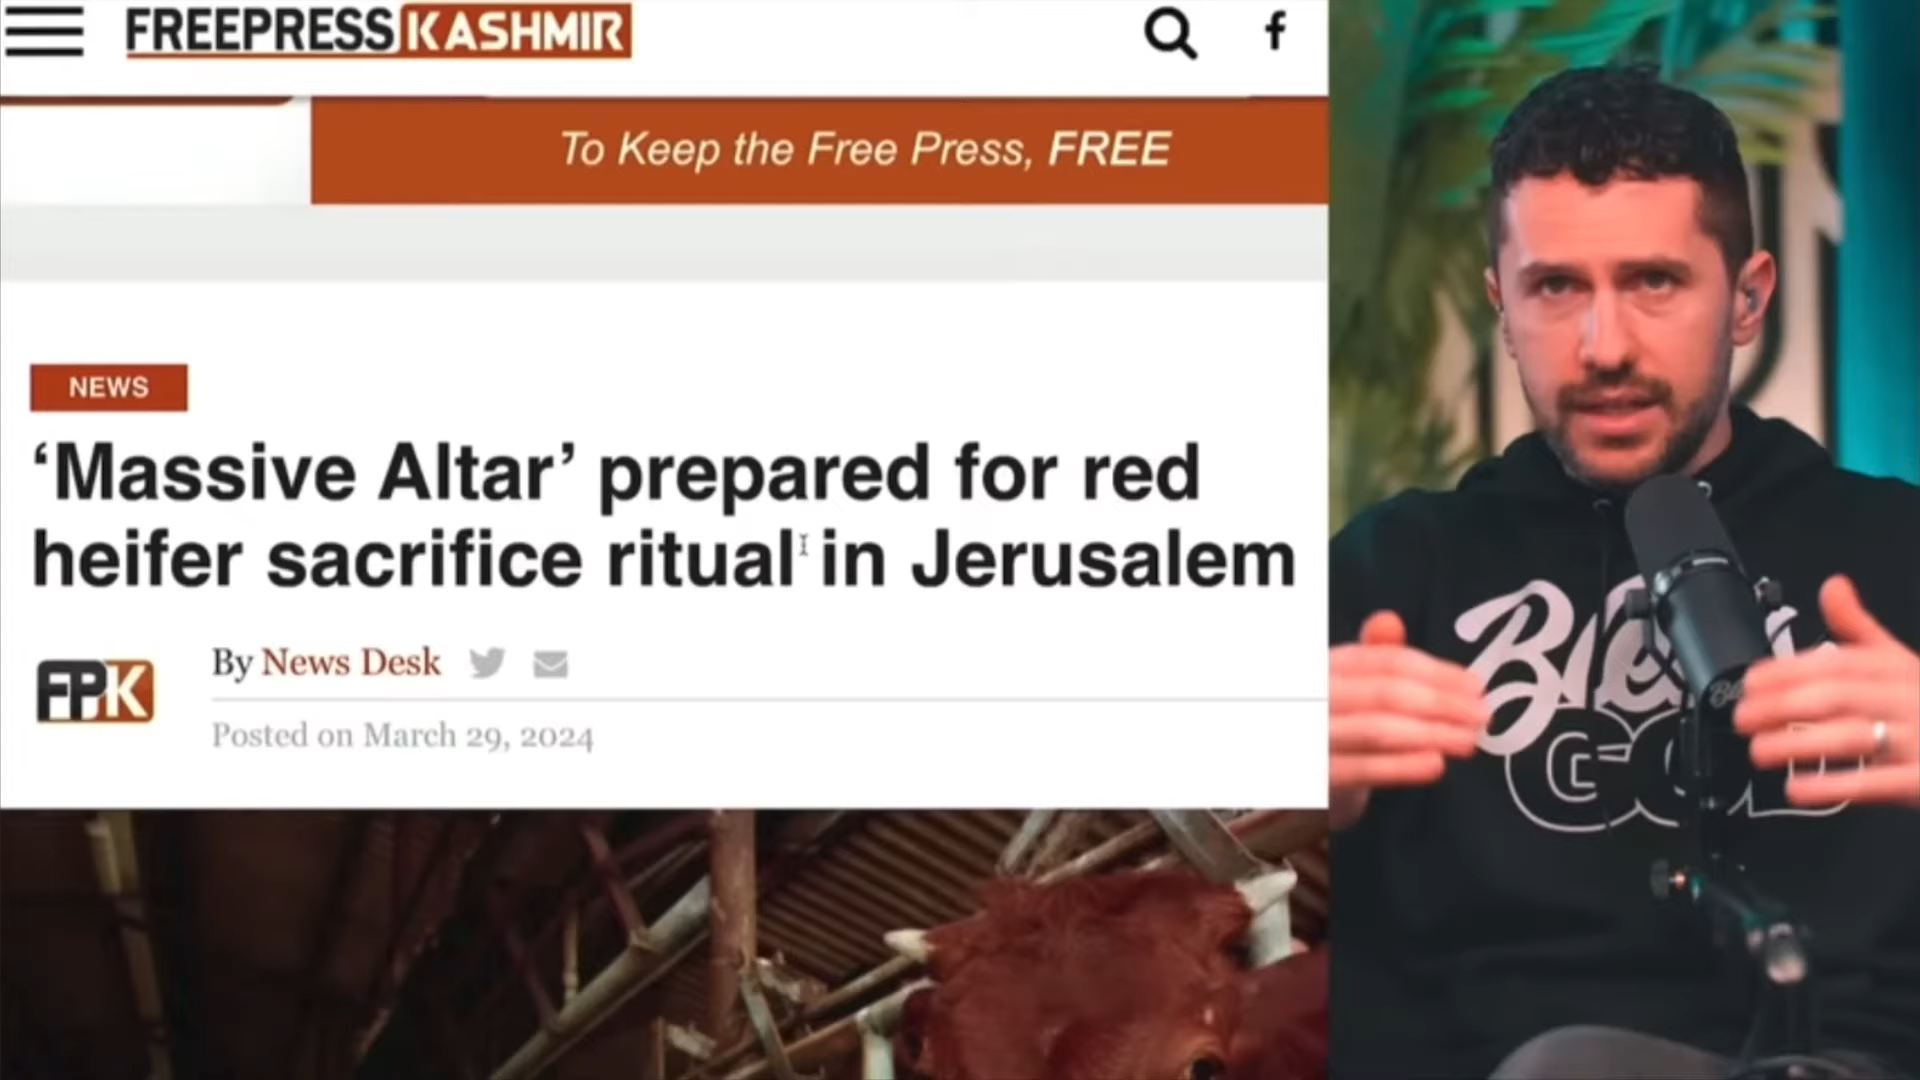 FREEPRESS KASHMIR
f
To Keep the Free Press, FREE
NEWS
‘Massive Altar’ prepared for red
heifer sacrifice ritual in Jerusalem
FPK
By News Desk
Posted on March 29, 2024
GOD